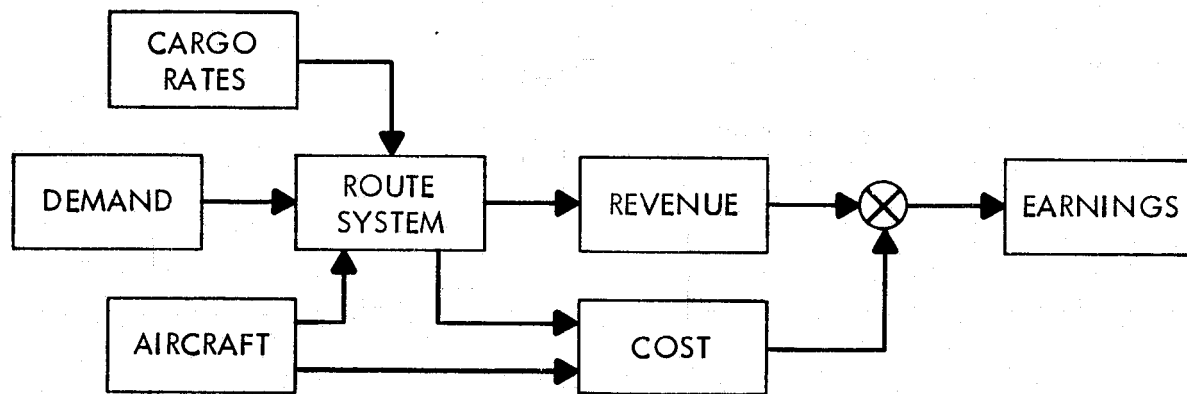 CARGO
RATES
DEMAND
ROUTE
SYSTEM
REVENUE
EARNINGS
AIRCRAFT
COST